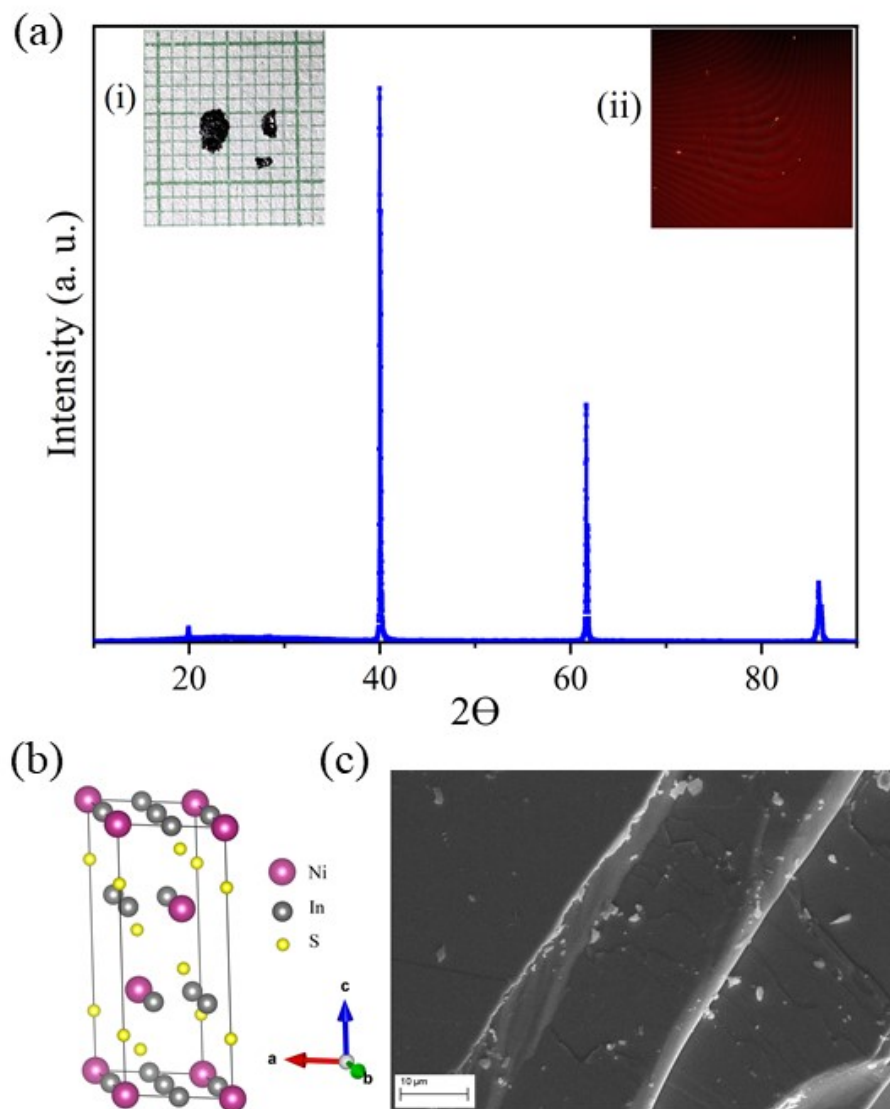 (a)
(i)
(ii)
Intensity (a. u.)
20
40
60
80
2Θ
(b)
(c)
Ni
In
S
c
a
b
10 µm